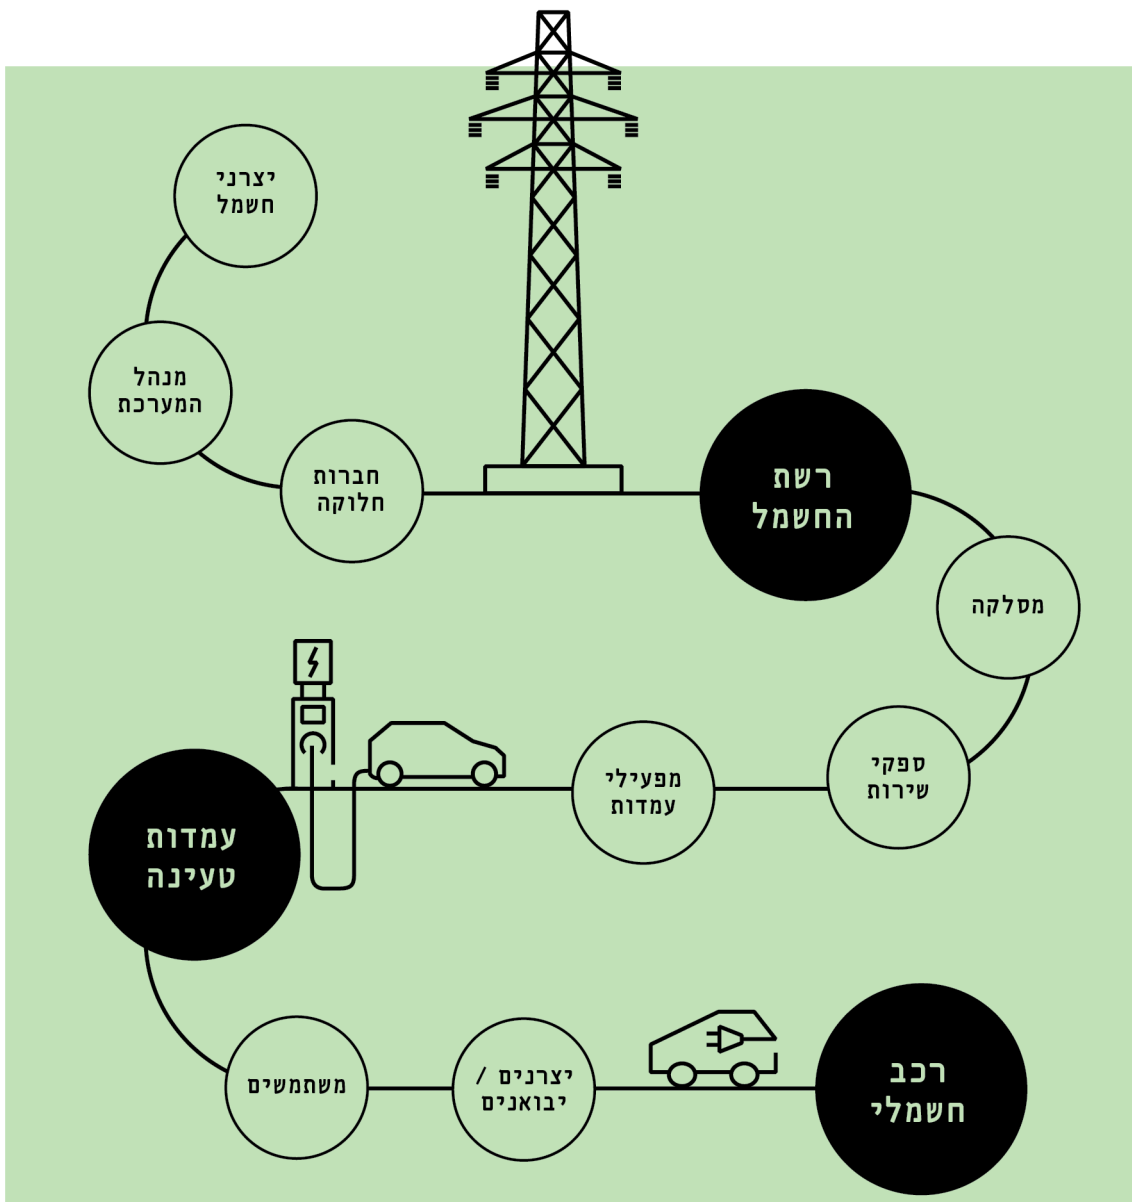 יצרני
חשמל
מנהל
המערכת
חברות
חלוקה
רשת
החשמל
מסלקה
ספקי
שירות
מפעילי
עמדות
עמדות
טעינה
משתמשים
יצרנים /
יבואנים
רכב
חשמלי